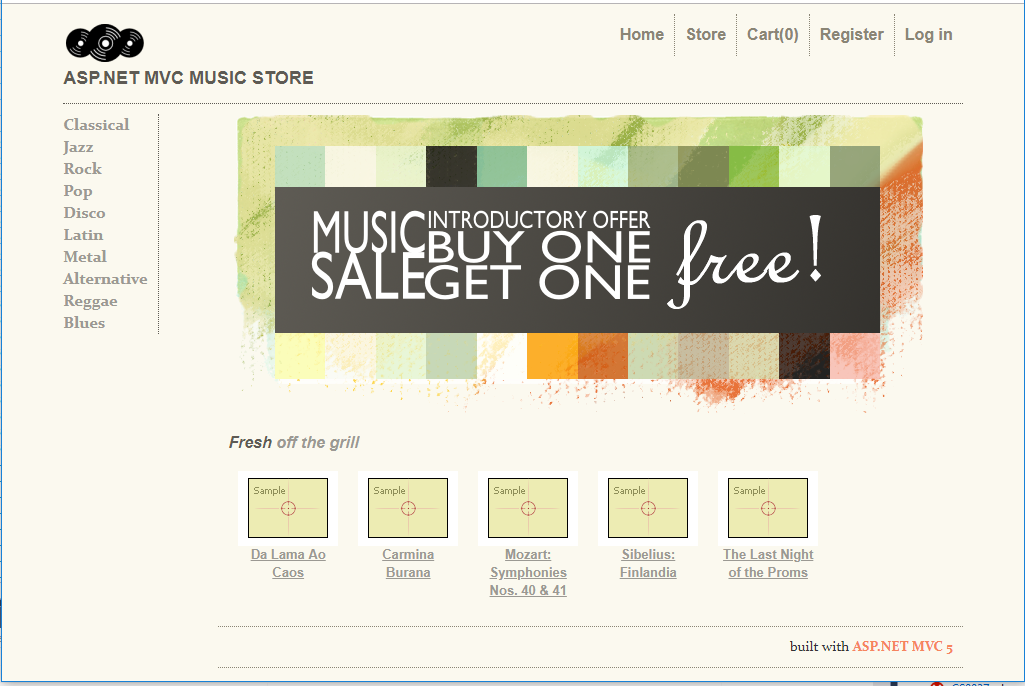 Home
Store
Cart(0)
Register
Log in
ASP.NET MVC MUSIC STORE
Classical
Jazz
Rock
Pop
Disco
Latin
Metal
Alternative
Reggae
Blues
MUSIC
SALE
INTRODUCTORY OFFER
BUY ONE
GET ONE
free!
Fresh off the grill
Sample
Da Lama Ao
Caos
Sample
Carmina
Burana
Sample
Mozart:
Symphonies
Nos. 40 & 41
Sample
Sibelius:
Finlandia
Sample
The Last Night
of the Proms
built with ASP.NET MVC 5